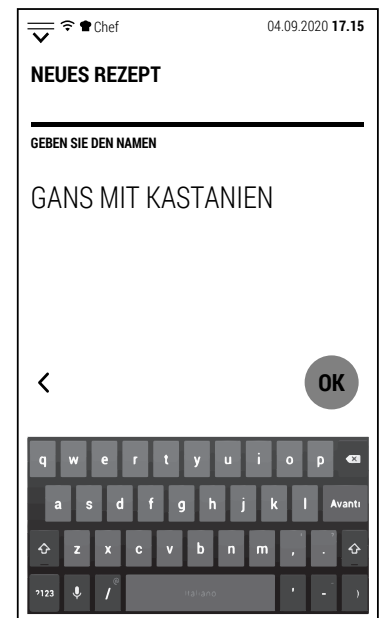 Chef 04.09.2020 17.15
NEUES REZEPT
GEBEN SIE DEN NAMEN
GANS MIT KASTANIEN
OK
q w e r t y u i o p
a s d f g h j k l Avanti
z x c v b n m , .
?123 / @ Italiano ' - )